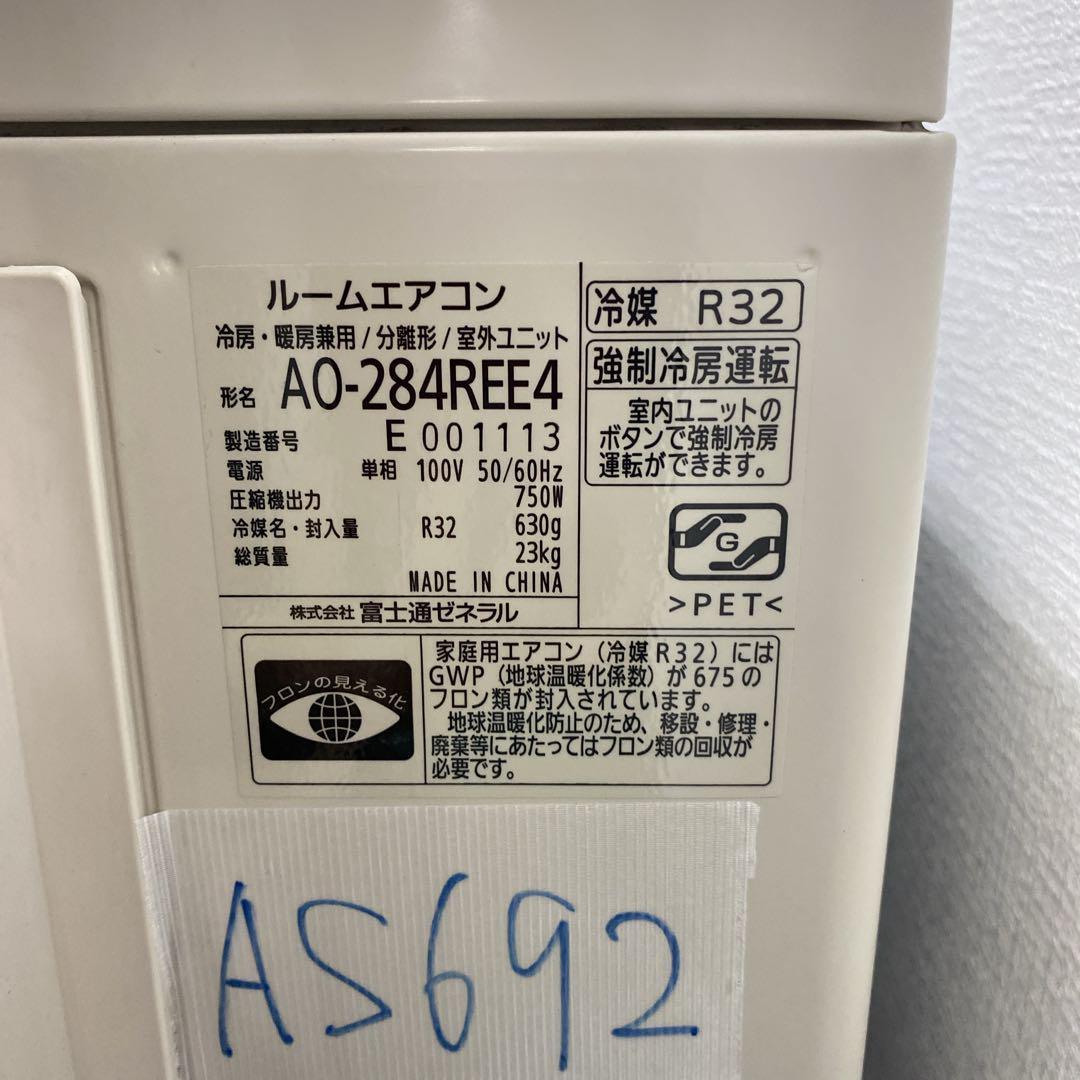 ルームエアコン
冷房・暖房兼用/分離形/室外ユニット
形名 AO-284REE4
製造番号 E 001113
電源 単相 100V 50/60Hz
圧縮機出力 750W
冷媒名・封入量 R32 630g
総質量 23kg
MADE IN CHINA
株式会社 富士通ゼネラル
冷媒 R32
強制冷房運転
室内ユニットの
ボタンで強制冷房
運転ができます。
G
>PET<
フロンの見える化
家庭用エアコン（冷媒R32）には
GWP（地球温暖化係数）が675の
フロン類が封入されています。
地球温暖化防止のため、移設・修理・
廃棄等にあたってはフロン類の回収が
必要です。
AS692